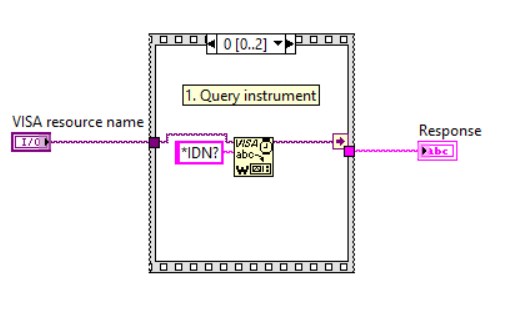 0 [0..2]
1. Query instrument
VISA resource name
I/O
*IDN?
VISA
abc
W
Response
abc